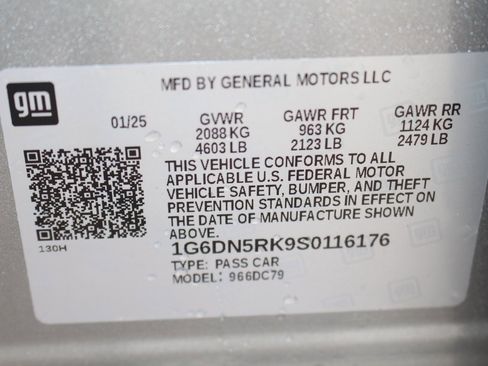 gm
MFD BY GENERAL MOTORS LLC
01/25 GVWR GAWR FRT GAWR RR
2088 KG 963 KG 1124 KG
4603 LB 2123 LB 2479 LB
THIS VEHICLE CONFORMS TO ALL
APPLICABLE U.S. FEDERAL MOTOR
VEHICLE SAFETY, BUMPER, AND THEFT
PREVENTION STANDARDS IN EFFECT ON
THE DATE OF MANUFACTURE SHOWN
ABOVE.
130H
1G6DN5RK9S0116176
TYPE: PASS CAR
MODEL: 966DC79